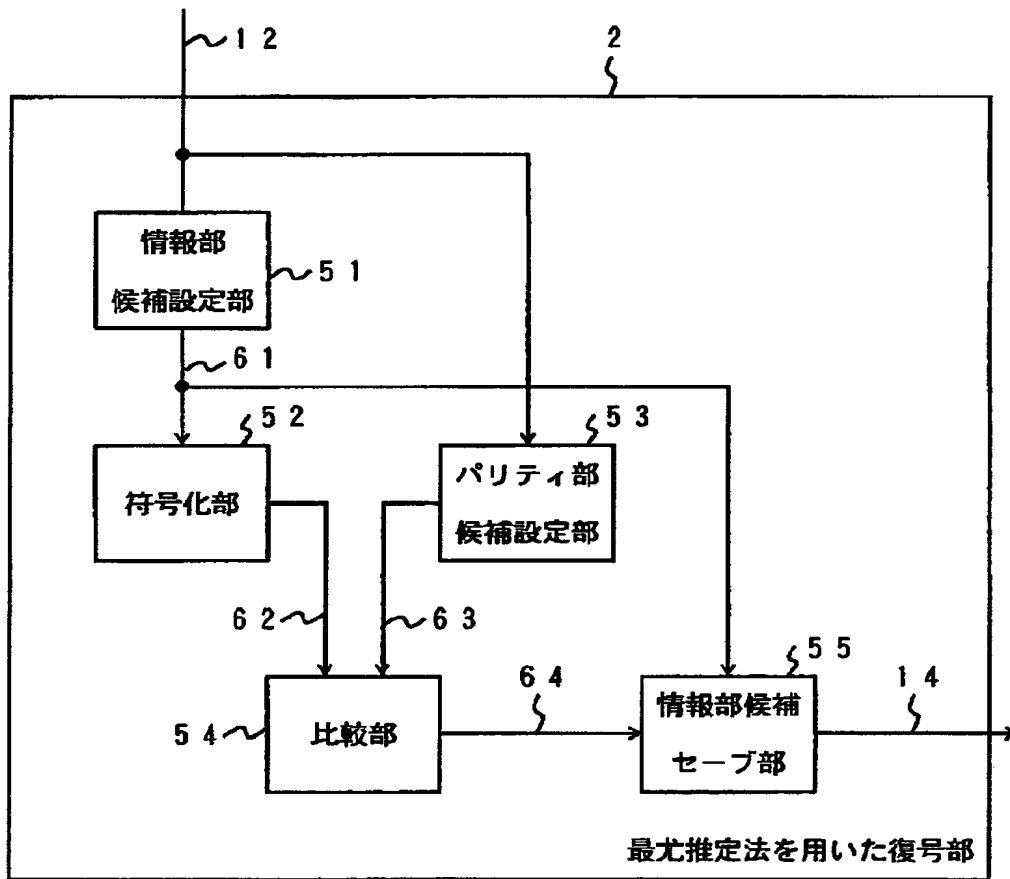 12
2
情報部
候補設定部
51
61
52
53
符号化部
パリティ部
候補設定部
62
63
55
64
14
54
比較部
情報部候補
セーブ部
最尤推定法を用いた復号部